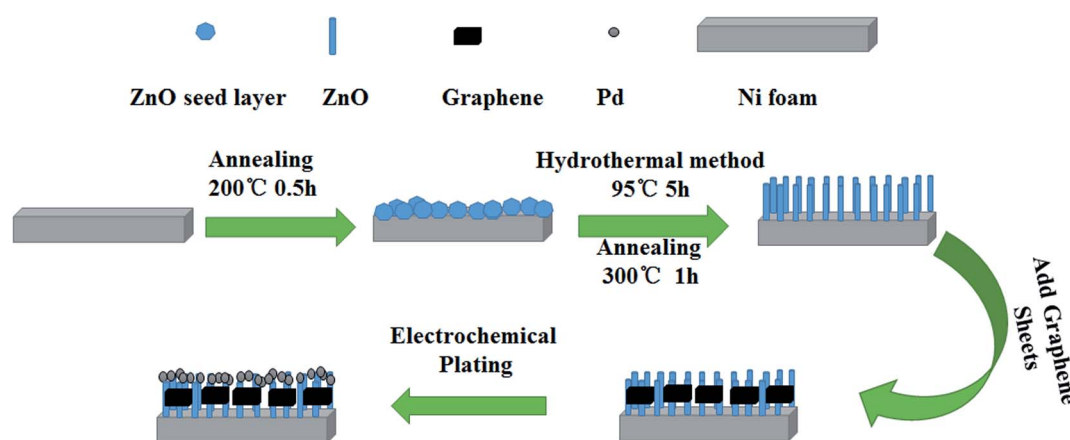 ZnO seed layer
ZnO
Graphene
Pd
Ni foam
Annealing
200℃ 0.5h
Hydrothermal method
95℃ 5h
Annealing
300℃ 1h
Add Graphene
Sheets
Electrochemical
Plating